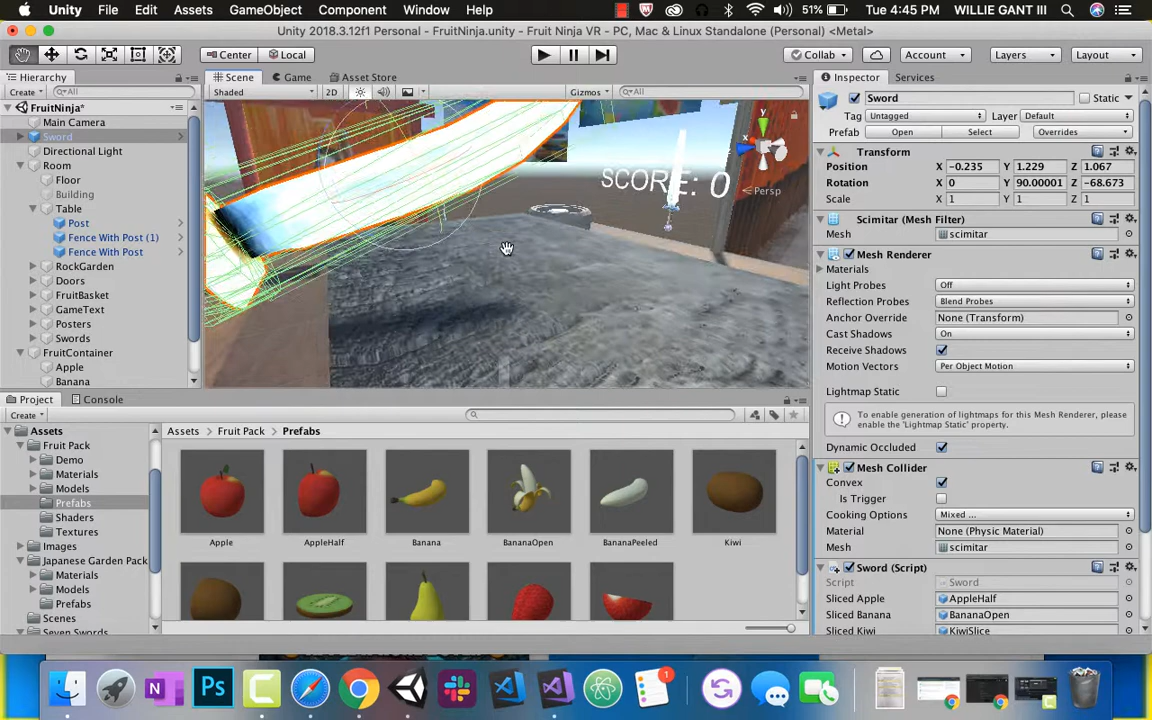 Unity File Edit Assets GameObject Component Window Help 51% Tue 4:45 PM WILLIE GANT III
Unity 2018.3.12f1 Personal - FruitNinja.unity - Fruit Ninja VR - PC, Mac & Linux Standalone (Personal) <Metal>
Center Local Collab Account Layers Layout
Hierarchy
Create All
FruitNinja*
Main Camera
Sword
Directional Light
Room
Floor
Building
Table
Post
Fence With Post (1)
Fence With Post
RockGarden
Doors
FruitBasket
GameText
Posters
Swords
FruitContainer
Apple
Banana
Scene Game Asset Store
Shaded 2D Gizmos All
SCORE: 0
y
x
z
Persp
Project Console
Create
Assets
Fruit Pack
Demo
Materials
Models
Prefabs
Shaders
Textures
Images
Japanese Garden Pack
Materials
Models
Prefabs
Scenes
Seven Swords
Assets Fruit Pack Prefabs
Apple AppleHalf Banana BananaOpen BananaPeeled Kiwi
Inspector Services
Sword Static
Tag Untagged Layer Default
Prefab Open Select Overrides
Transform
Position X -0.235 Y 1.229 Z 1.067
Rotation X 0 Y 90.00001 Z -68.673
Scale X 1 Y 1 Z 1
Scimitar (Mesh Filter)
Mesh scimitar
Mesh Renderer
Materials
Light Probes Off
Reflection Probes Blend Probes
Anchor Override None (Transform)
Cast Shadows On
Receive Shadows
Motion Vectors Per Object Motion
Lightmap Static
To enable generation of lightmaps for this Mesh Renderer, please
enable the 'Lightmap Static' property.
Dynamic Occluded
Mesh Collider
Convex
Is Trigger
Cooking Options Mixed ...
Material None (Physic Material)
Mesh scimitar
Sword (Script)
Script Sword
Sliced Apple AppleHalf
Sliced Banana BananaOpen
Sliced Kiwi KiwiSlice
N
Ps
1